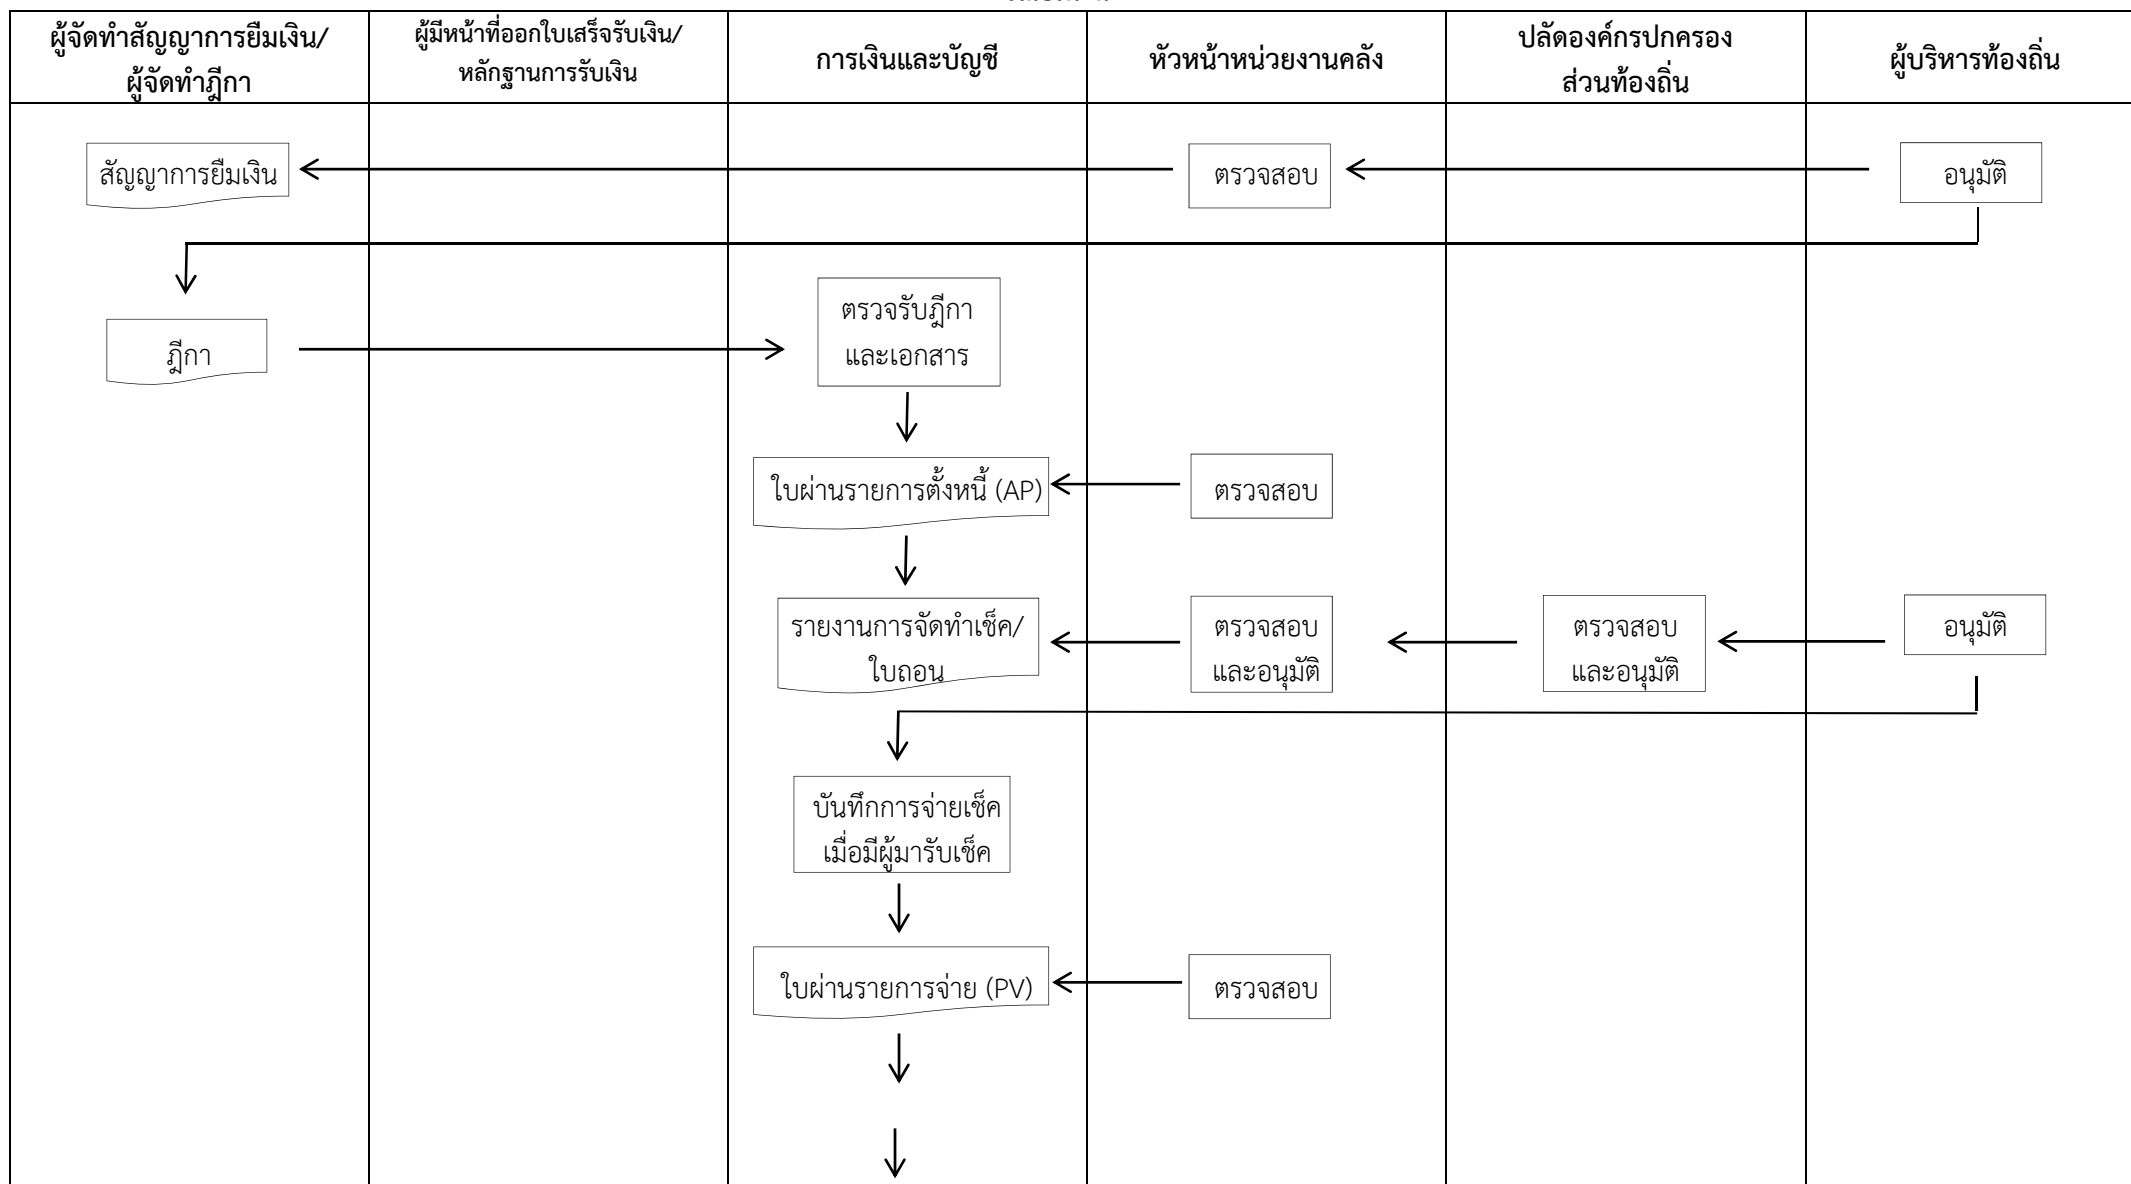 ผู้จัดทำสัญญาการยืมเงิน/
ผู้จัดทำฎีกา
ผู้มีหน้าที่ออกใบเสร็จรับเงิน/
หลักฐานการรับเงิน
การเงินและบัญชี
หัวหน้าหน่วยงานคลัง
ปลัดองค์กรปกครอง
ส่วนท้องถิ่น
ผู้บริหารท้องถิ่น
สัญญาการยืมเงิน
ตรวจสอบ
อนุมัติ
ฎีกา
ตรวจรับฎีกา
และเอกสาร
ใบผ่านรายการตั้งหนี้ (AP)
ตรวจสอบ
รายงานการจัดทำเช็ค/
ใบถอน
ตรวจสอบ
และอนุมัติ
ตรวจสอบ
และอนุมัติ
อนุมัติ
บันทึกการจ่ายเช็ค
เมื่อมีผู้มารับเช็ค
ใบผ่านรายการจ่าย (PV)
ตรวจสอบ